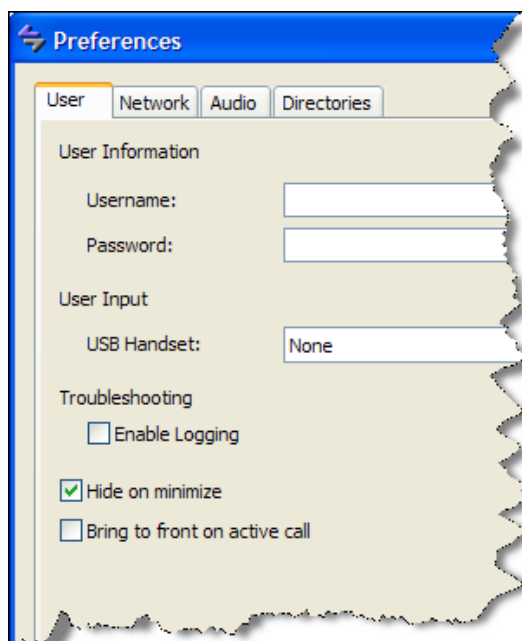 Preferences
User Network Audio Directories
User Information
Username:
Password:
User Input
USB Handset: None
Troubleshooting
Enable Logging
Hide on minimize
Bring to front on active call